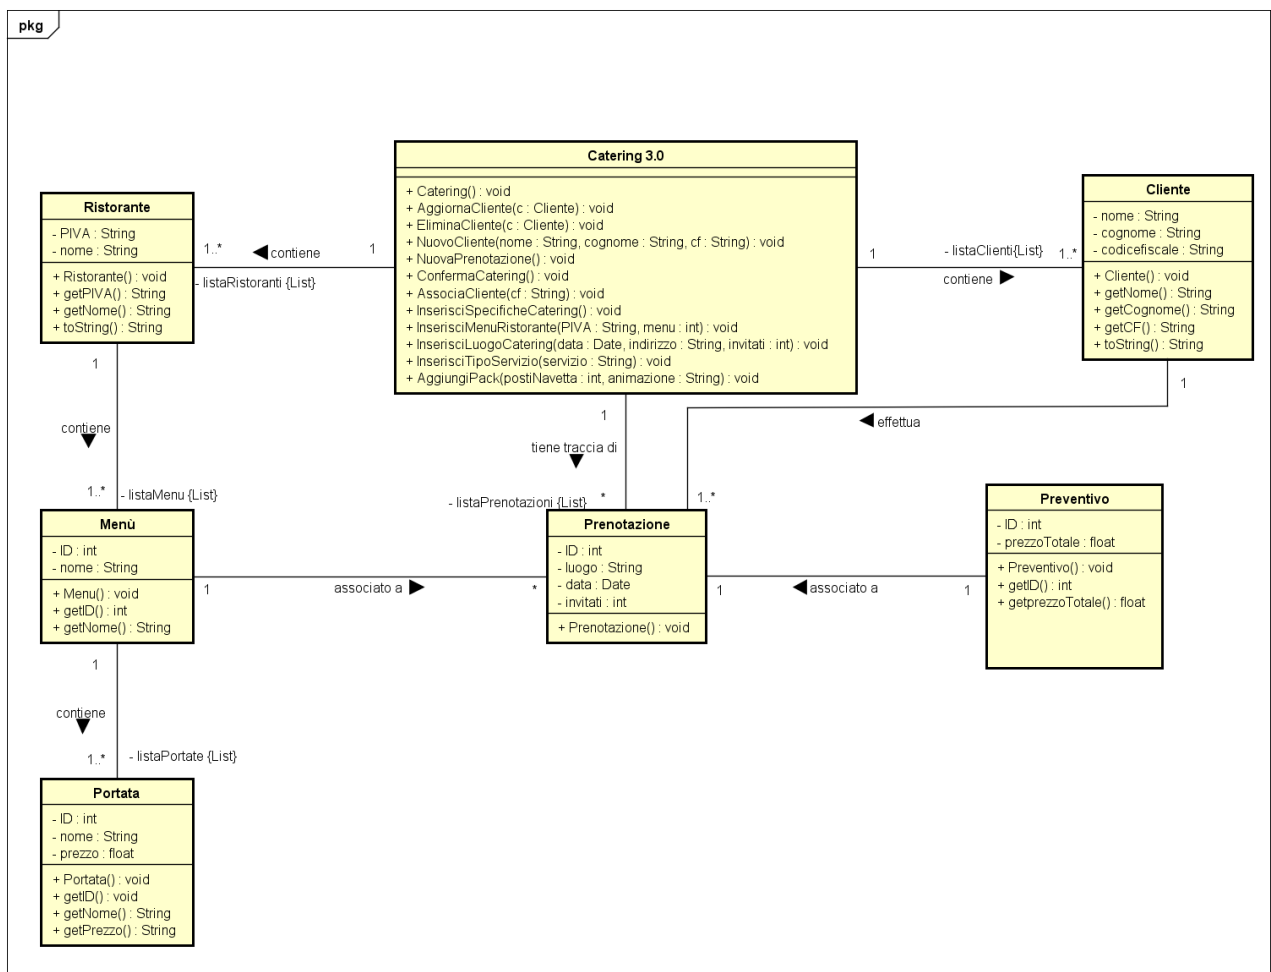 pkg
Catering 3.0
+ Catering() : void
+ AggiornaCliente(c : Cliente) : void
+ EliminaCliente(c : Cliente) : void
+ NuovoCliente(nome : String, cognome : String, cf : String) : void
+ NuovaPrenotazione() : void
+ ConfermaCatering() : void
+ AssociaCliente(cf : String) : void
+ InserisciSpecificheCatering() : void
+ InserisciMenuRistorante(PIVA : String, menu : int) : void
+ InserisciLuogoCatering(data : Date, indirizzo : String, invitati : int) : void
+ InserisciTipoServizio(servizio : String) : void
+ AggiungiPack(postiNavetta : int, animazione : String) : void
Ristorante
- PIVA : String
- nome : String
+ Ristorante() : void
+ getPIVA() : String
+ getNome() : String
+ toString() : String
1..*
contiene
1
- listaRistoranti {List}
Cliente
- nome : String
- cognome : String
- codicefiscale : String
+ Cliente() : void
+ getNome() : String
+ getCognome() : String
+ getCF() : String
+ toString() : String
1
- listaClienti{List}
1..*
contiene
1
contiene
1..*
- listaMenu {List}
1
tiene traccia di
- listaPrenotazioni {List}
*
1
effettua
1..*
Menù
- ID : int
- nome : String
+ Menu() : void
+ getID() : int
+ getNome() : String
1
associato a
*
Prenotazione
- ID : int
- luogo : String
- data : Date
- invitati : int
+ Prenotazione() : void
1
associato a
1
Preventivo
- ID : int
- prezzoTotale : float
+ Preventivo() : void
+ getID() : int
+ getprezzoTotale() : float
1
contiene
1..*
- listaPortate {List}
Portata
- ID : int
- nome : String
- prezzo : float
+ Portata() : void
+ getID() : void
+ getNome() : String
+ getPrezzo() : String